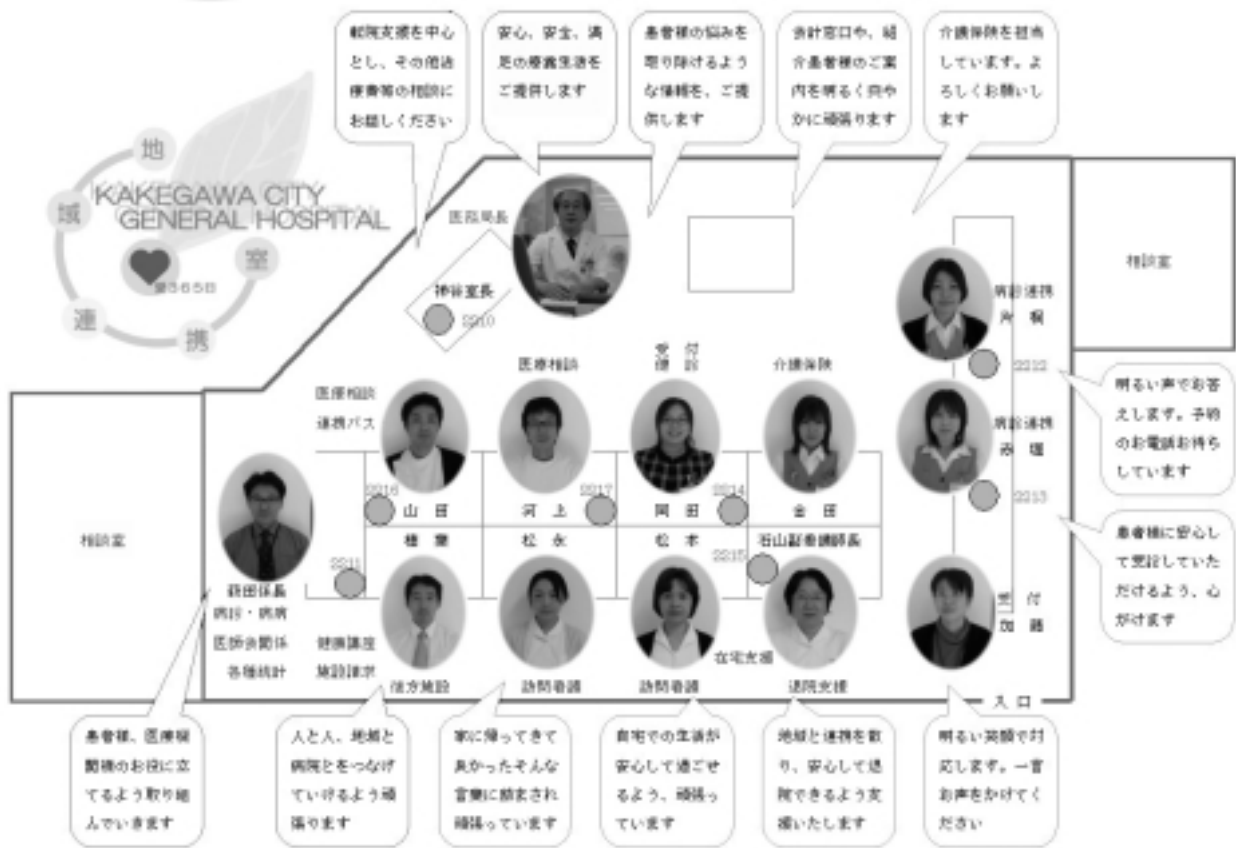 転院支援を中心
とし、その他治
療費等の相談に
お話しください
安心、安全、満
足の療養生活を
ご提供します
患者様の悩みを
取り除けるよう
な情報を、ご提
供します
会計窓口や、紹
介患者様のご案
内を明るく爽や
かに頑張ります
介護保険を担当
しています。よ
ろしくお願いしま
す
地
域
連
携
室
KAKEGAWA CITY
GENERAL HOSPITAL
365日
医務局長
神谷室長
2210
相談室
病診連携
2212
明るい声でお答
えします。予約
のお電話お待ち
しています
医療相談
連携パス
医療相談
受付
健診
介護保険
病診連携
赤堀
2213
2216
山田
河上
2217
岡田
2214
金田
松永
松本
2215
石山副看護師長
相談室
2211
萩田係長
病診・病病
医師会関係
各種統計
健康講座
施設請求
後方施設
訪問看護
訪問看護
在宅支援
退院支援
受付
加藤
入口
患者様に安心し
て受診していた
だけるよう、心
がけます
患者様、医療機
関様のお役に立
てるよう取り組
んでいきます
人と人、地域と
病院とをつなげ
ていけるよう頑
張ります
家に帰ってきて
良かったそんな
言葉に励まされ
頑張っています
自宅での生活が
安心して過ごせ
るよう、頑張っ
ています
地域と連携を取
り、安心して退
院できるよう支
援いたします
明るい笑顔で対
応します。一言
お声をかけてく
ださい